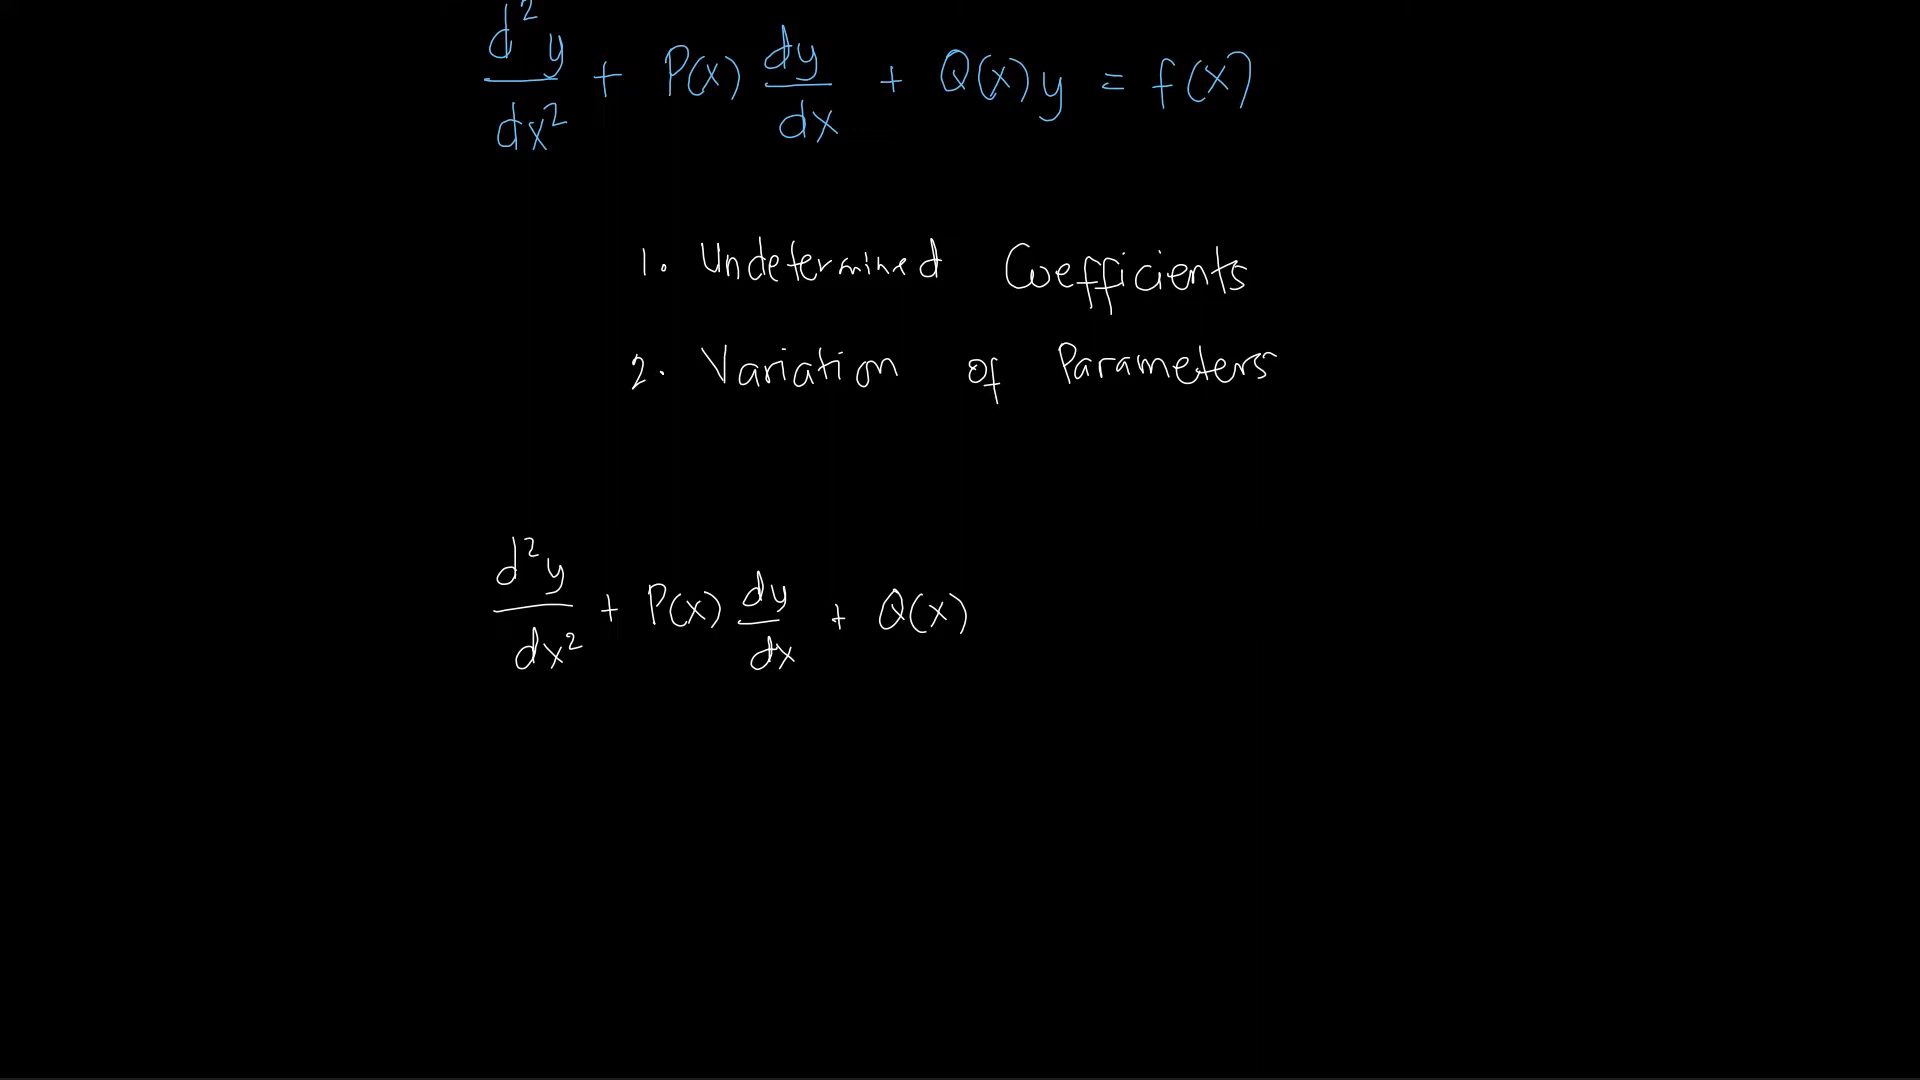 d²y/dx² + P(x) dy/dx + Q(x)y = f(x)
1. Undetermined Coefficients
2. Variation of Parameters
d²y/dx² + P(x) dy/dx + Q(x)